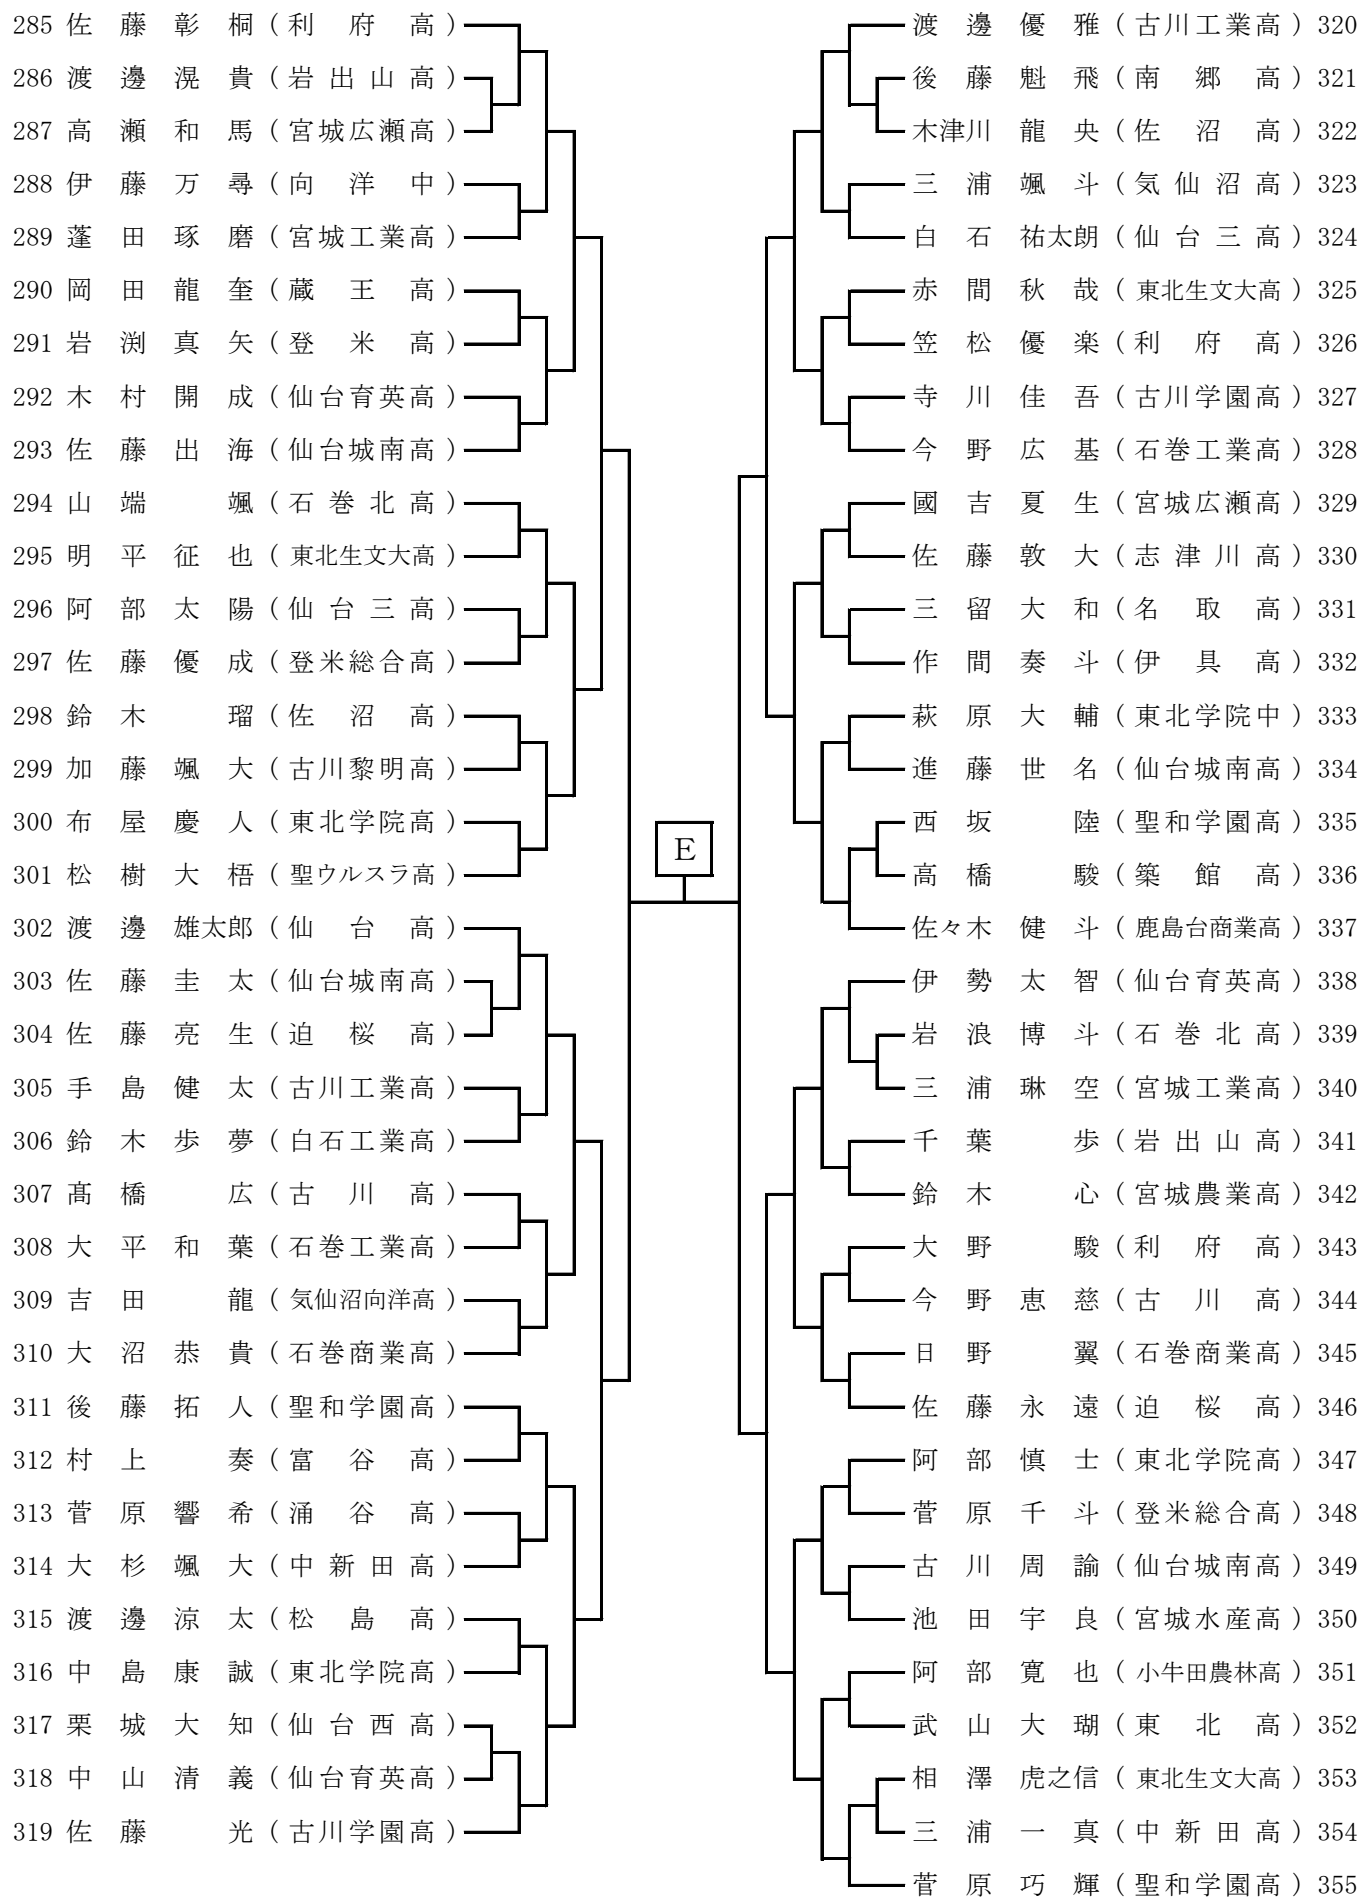 285 佐藤彰桐（利府高）
286 渡邊滉貴（岩出山高）
287 高瀬和馬（宮城広瀬高）
288 伊藤万尋（向洋中）
289 蓬田琢磨（宮城工業高）
290 岡田龍奎（蔵王高）
291 岩渕真矢（登米高）
292 木村開成（仙台育英高）
293 佐藤出海（仙台城南高）
294 山端颯（石巻北高）
295 明平征也（東北生文大高）
296 阿部太陽（仙台三高）
297 佐藤優成（登米総合高）
298 鈴木瑠（佐沼高）
299 加藤颯大（古川黎明高）
300 布屋慶人（東北学院高）
301 松樹大梧（聖ウルスラ高）
302 渡邊雄太郎（仙台高）
303 佐藤圭太（仙台城南高）
304 佐藤亮生（迫桜高）
305 手島健太（古川工業高）
306 鈴木歩夢（白石工業高）
307 髙橋広（古川高）
308 大平和葉（石巻工業高）
309 吉田龍（気仙沼向洋高）
310 大沼恭貴（石巻商業高）
311 後藤拓人（聖和学園高）
312 村上奏（富谷高）
313 菅原響希（涌谷高）
314 大杉颯大（中新田高）
315 渡邊涼太（松島高）
316 中島康誠（東北学院高）
317 栗城大知（仙台西高）
318 中山清義（仙台育英高）
319 佐藤光（古川学園高）
E
渡邊優雅（古川工業高）320
後藤魁飛（南郷高）321
木津川龍央（佐沼高）322
三浦颯斗（気仙沼高）323
白石祐太朗（仙台三高）324
赤間秋哉（東北生文大高）325
笠松優楽（利府高）326
寺川佳吾（古川学園高）327
今野広基（石巻工業高）328
國吉夏生（宮城広瀬高）329
佐藤敦大（志津川高）330
三留大和（名取高）331
作間奏斗（伊具高）332
萩原大輔（東北学院中）333
進藤世名（仙台城南高）334
西坂陸（聖和学園高）335
高橋駿（築館高）336
佐々木健斗（鹿島台商業高）337
伊勢太智（仙台育英高）338
岩浪博斗（石巻北高）339
三浦琳空（宮城工業高）340
千葉歩（岩出山高）341
鈴木心（宮城農業高）342
大野駿（利府高）343
今野恵慈（古川高）344
日野翼（石巻商業高）345
佐藤永遠（迫桜高）346
阿部慎士（東北学院高）347
菅原千斗（登米総合高）348
古川周諭（仙台城南高）349
池田宇良（宮城水産高）350
阿部寛也（小牛田農林高）351
武山大瑚（東北高）352
相澤虎之信（東北生文大高）353
三浦一真（中新田高）354
菅原巧輝（聖和学園高）355